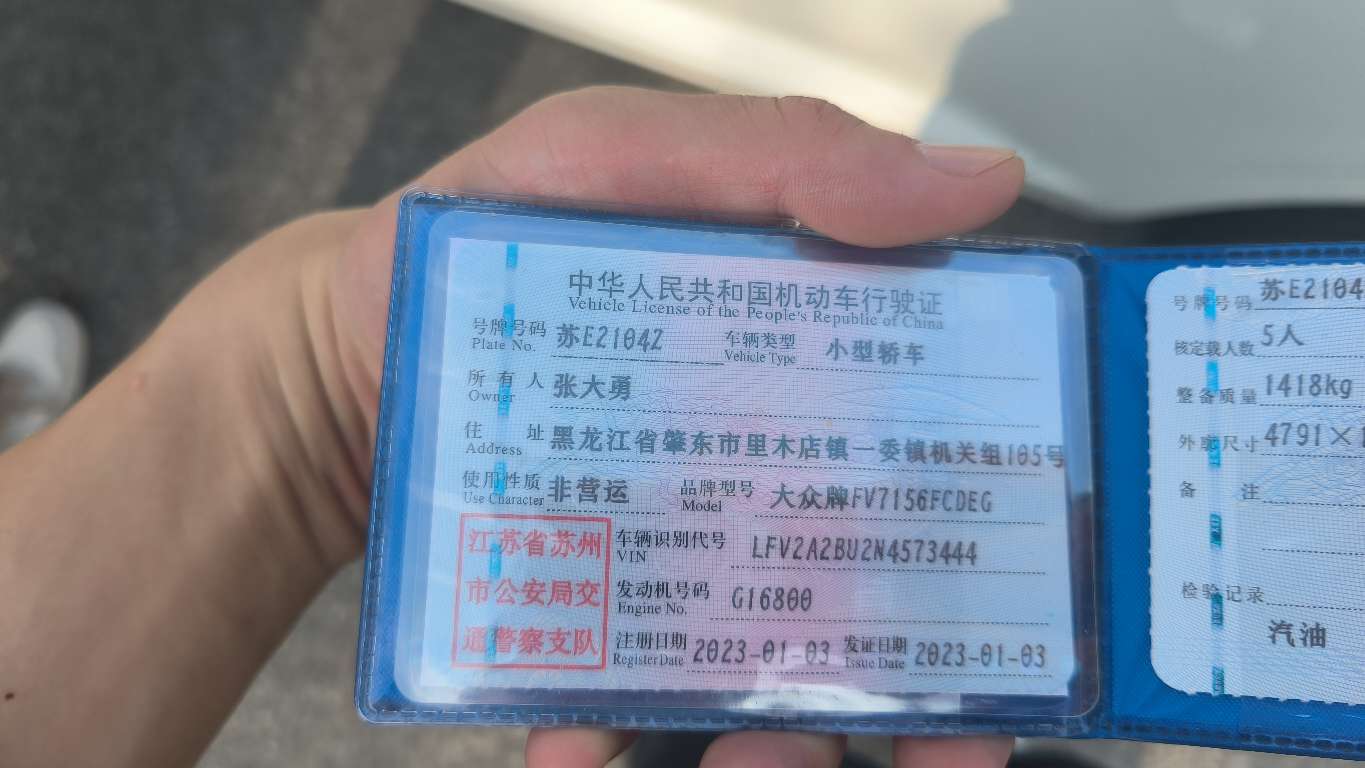 中华人民共和国机动车行驶证
Vehicle License of the People's Republic of China
号牌号码 苏E2104Z 车辆类型 小型轿车
Plate No. Vehicle Type
所有人 张大勇
Owner
住址 黑龙江省肇东市里木店镇一委镇机关组105号
Address
使用性质 非营运 品牌型号 大众牌FV7156FCDEG
Use Character Model
江苏省苏州
市公安局交
通警察支队
车辆识别代号 LFV2A2BU2N4573444
VIN
发动机号码 G16800
Engine No.
注册日期 2023-01-03 发证日期 2023-01-03
Register Date Issue Date
号牌号码 苏E2104
核定载人数 5人
整备质量 1418kg
外廓尺寸 4791×
备注
检验记录
汽油